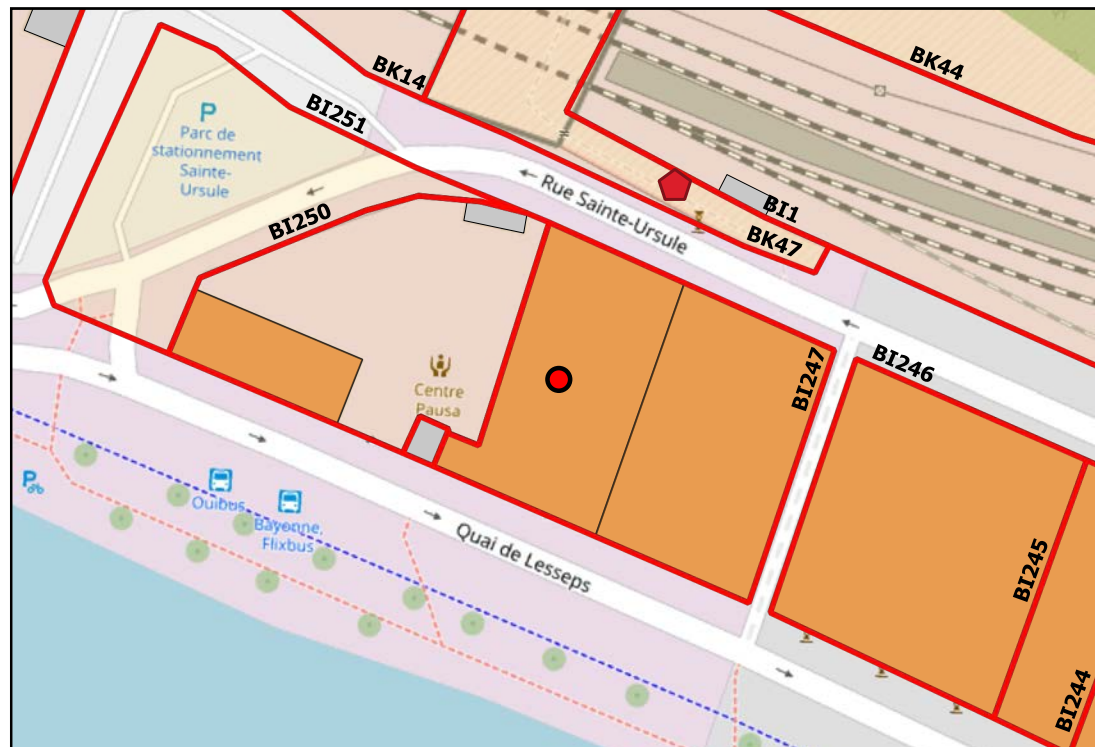 BK44
BK14
BI251
P
Parc de
stationnement
Sainte-
Ursule
Rue Sainte-Ursule
BI1
BK47
BI250
BI247
BI246
Centre
Pausa
P
Ouibus
Bayonne,
Flixbus
Quai de Lesseps
BI245
BI244